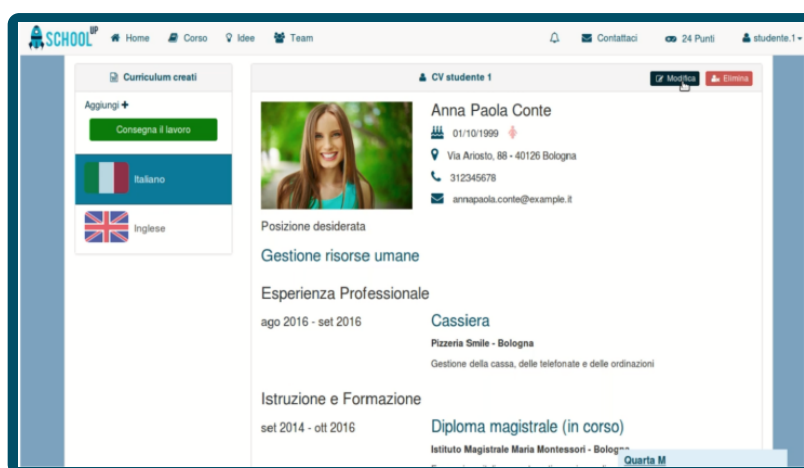 SCHOOL UP
Home
Corso
Idee
Team
Contattaci
24 Punti
studente.1
Curriculum creati
Aggiungi +
Consegna il lavoro
Italiano
Inglese
CV studente 1
Modifica
Elimina
Anna Paola Conte
01/10/1999
Via Ariosto, 88 - 40126 Bologna
312345678
annapaola.conte@example.it
Posizione desiderata
Gestione risorse umane
Esperienza Professionale
ago 2016 - set 2016
Cassiera
Pizzeria Smile - Bologna
Gestione della cassa, delle telefonate e delle ordinazioni
Istruzione e Formazione
set 2014 - ott 2016
Diploma magistrale (in corso)
Istituto Magistrale Maria Montessori - Bologna
Quarta M